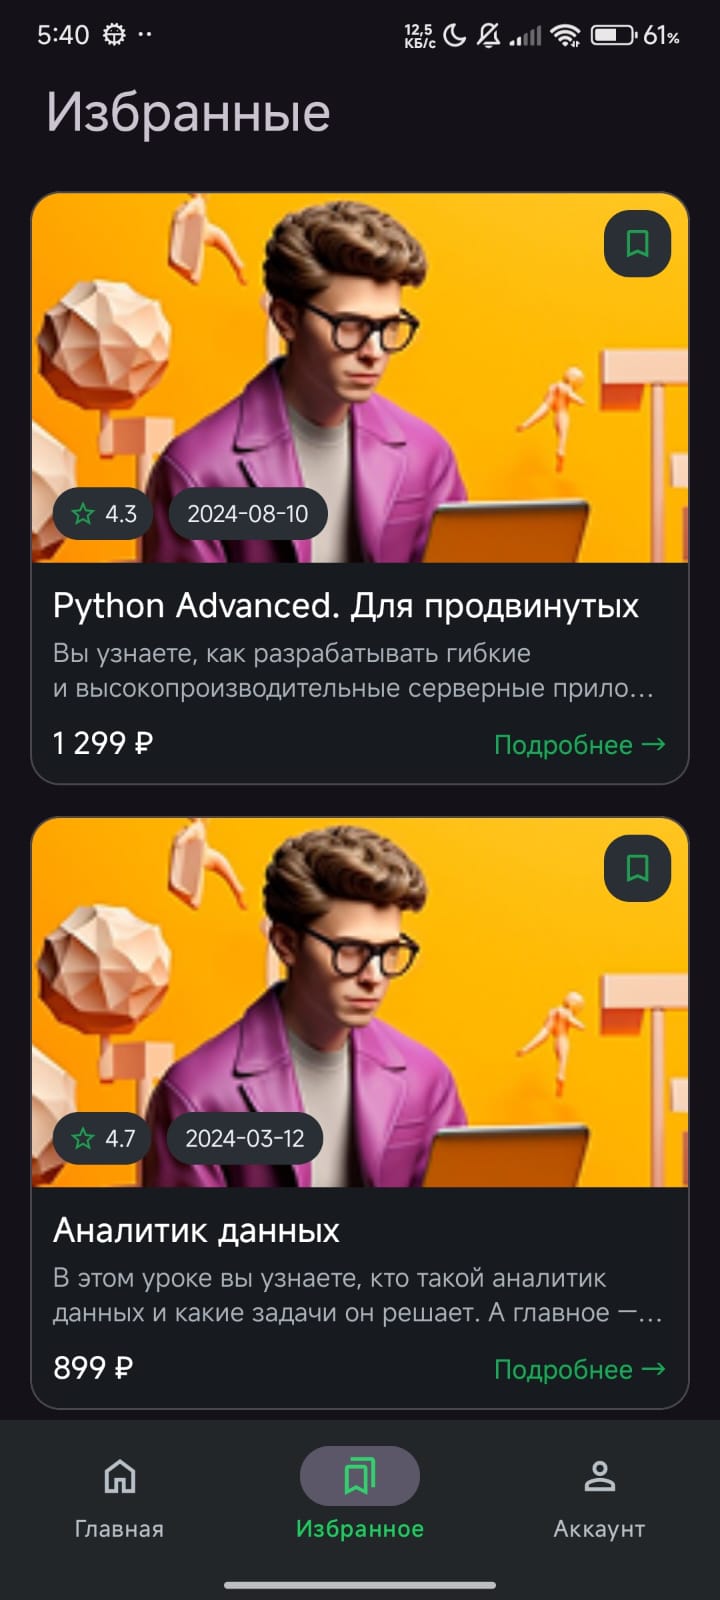 5:40
12,5
КБ/с
61%
Избранные
4.3
2024-08-10
Python Advanced. Для продвинутых
Вы узнаете, как разрабатывать гибкие
и высокопроизводительные серверные прило...
1 299 ₽
Подробнее →
4.7
2024-03-12
Аналитик данных
В этом уроке вы узнаете, кто такой аналитик
данных и какие задачи он решает. А главное —...
899 ₽
Подробнее →
Главная
Избранное
Аккаунт